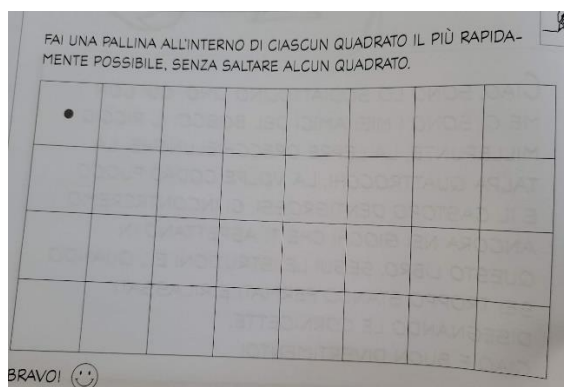 FAI UNA PALLINA ALL'INTERNO DI CIASCUN QUADRATO IL PIÙ RAPIDA-
MENTE POSSIBILE, SENZA SALTARE ALCUN QUADRATO.
BRAVO!